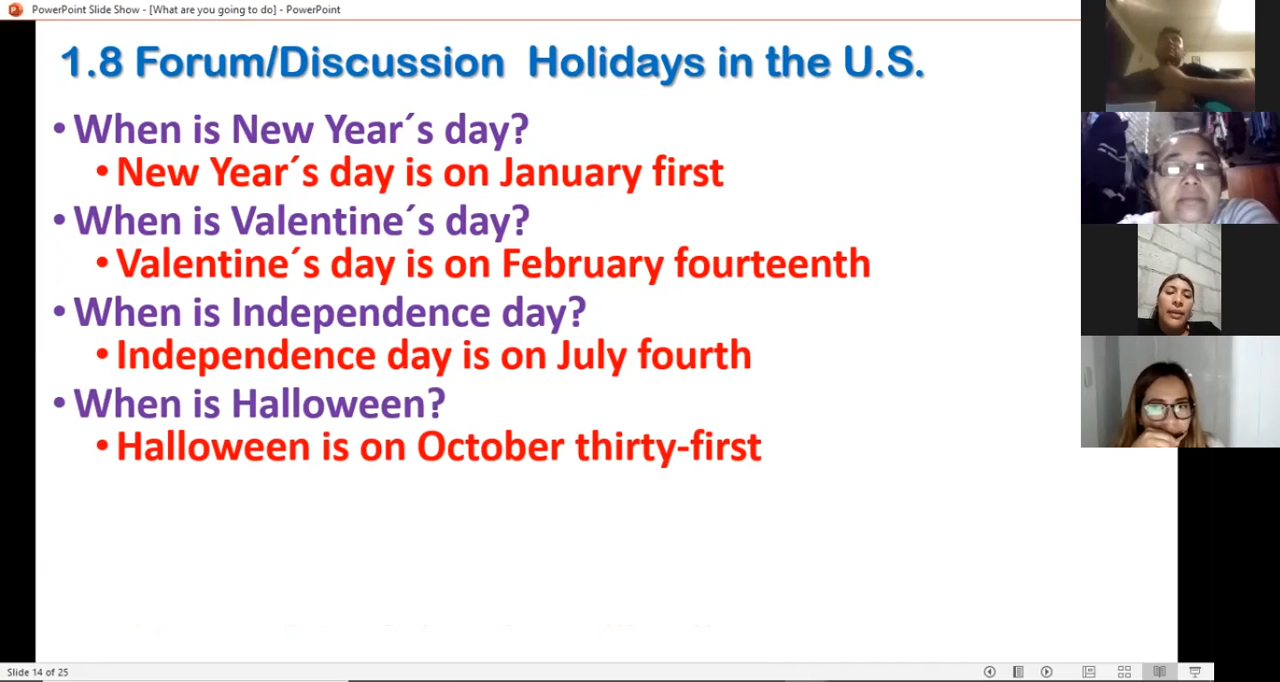 PowerPoint Slide Show - [What are you going to do] - PowerPoint
1.8 Forum/Discussion Holidays in the U.S.
• When is New Year´s day?
• New Year´s day is on January first
• When is Valentine´s day?
• Valentine´s day is on February fourteenth
• When is Independence day?
• Independence day is on July fourth
• When is Halloween?
• Halloween is on October thirty-first
Slide 14 of 25